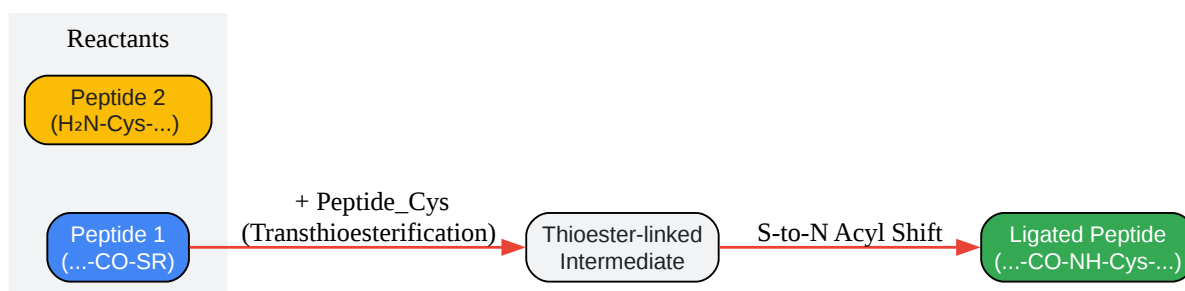 Reactants
Peptide 2
(H₂N-Cys-...)
Peptide 1
(...-CO-SR)
+ Peptide_Cys
(Transthioesterification)
Thioester-linked
Intermediate
S-to-N Acyl Shift
Ligated Peptide
(...-CO-NH-Cys-...)